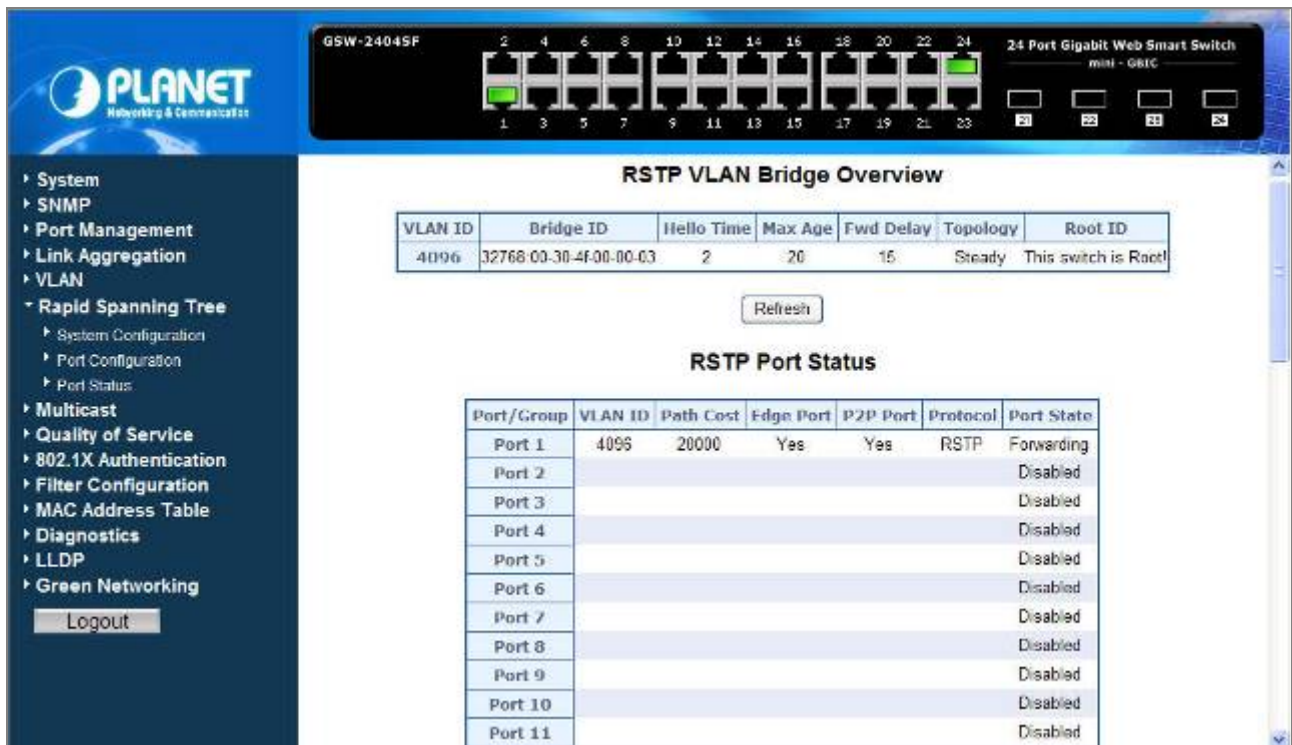 GSW-2404SF
2 4 6 8 10 12 14 16 18 20 22 24
24 Port Gigabit Web Smart Switch
mini - GBIC
PLANET
Networking & Communication
1 3 5 7 9 11 13 15 17 19 21 23
21 22 23 24
System
SNMP
Port Management
Link Aggregation
VLAN
Rapid Spanning Tree
System Configuration
Port Configuration
Port Status
Multicast
Quality of Service
802.1X Authentication
Filter Configuration
MAC Address Table
Diagnostics
LLDP
Green Networking
Logout
RSTP VLAN Bridge Overview
VLAN ID Bridge ID Hello Time Max Age Fwd Delay Topology Root ID
4096 32768:00-30-4f-00-00-03 2 20 15 Steady This switch is Root!
Refresh
RSTP Port Status
Port/Group VLAN ID Path Cost Edge Port P2P Port Protocol Port State
Port 1 4096 20000 Yes Yes RSTP Forwarding
Port 2 Disabled
Port 3 Disabled
Port 4 Disabled
Port 5 Disabled
Port 6 Disabled
Port 7 Disabled
Port 8 Disabled
Port 9 Disabled
Port 10 Disabled
Port 11 Disabled